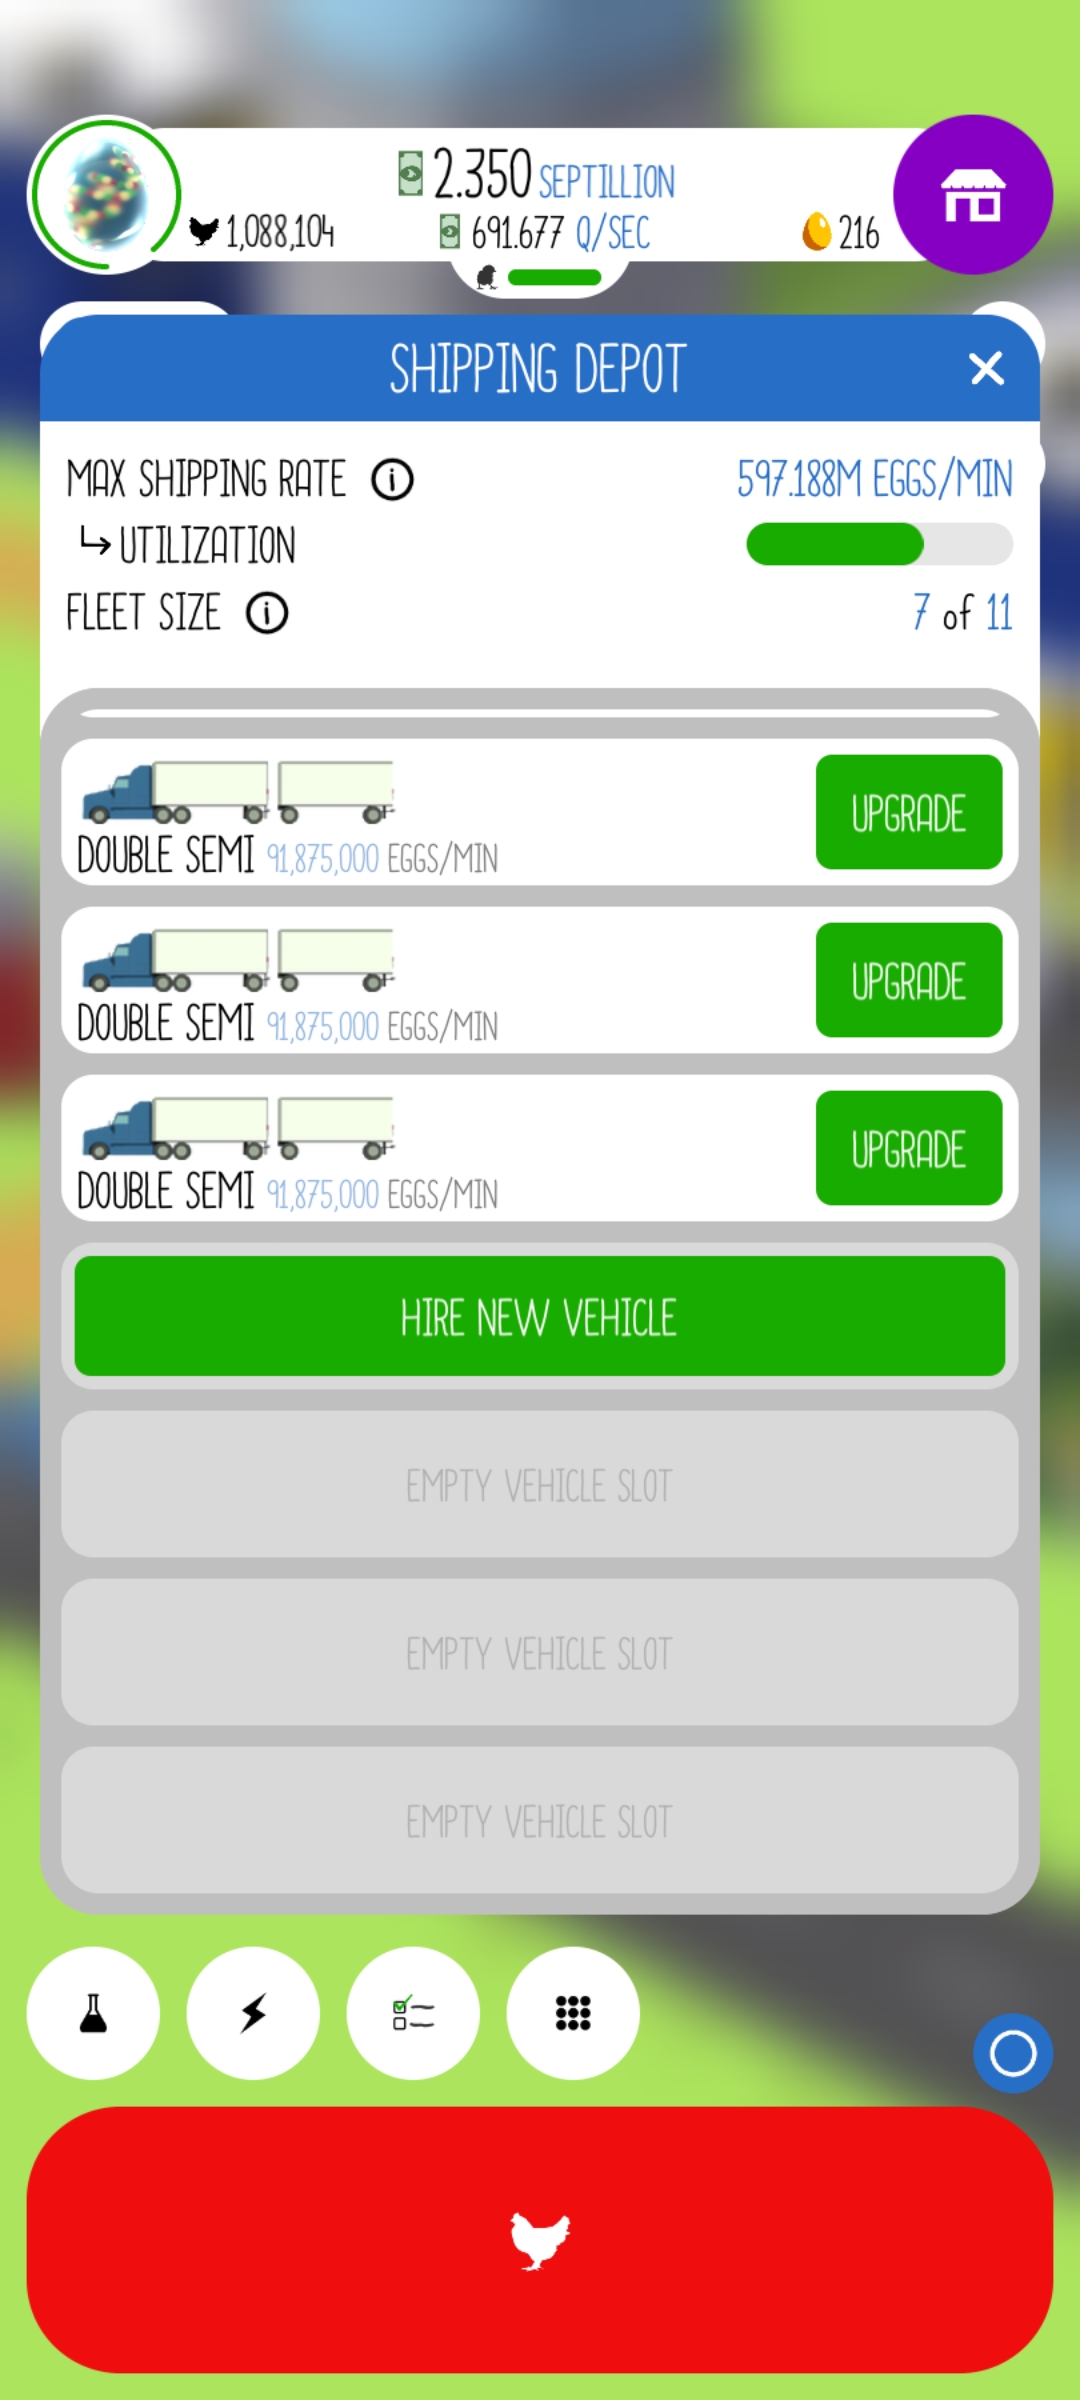 2.350 SEPTILLION
1,088,104
691.677 Q/SEC
216
SHIPPING DEPOT
MAX SHIPPING RATE
597.188M EGGS/MIN
UTILIZATION
FLEET SIZE
7 of 11
DOUBLE SEMI 91,875,000 EGGS/MIN
UPGRADE
DOUBLE SEMI 91,875,000 EGGS/MIN
UPGRADE
DOUBLE SEMI 91,875,000 EGGS/MIN
UPGRADE
HIRE NEW VEHICLE
EMPTY VEHICLE SLOT
EMPTY VEHICLE SLOT
EMPTY VEHICLE SLOT